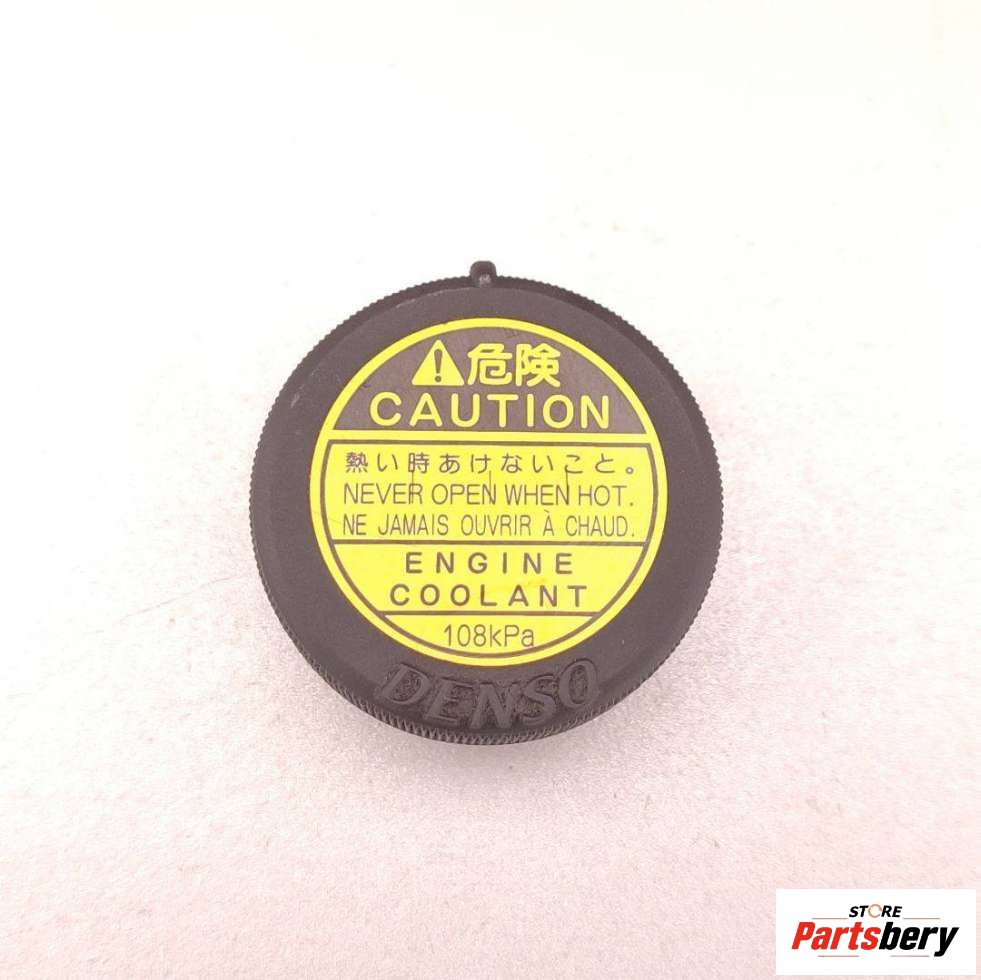 危険
CAUTION
熱い時あけないこと。
NEVER OPEN WHEN HOT.
NE JAMAIS OUVRIR À CHAUD.
ENGINE
COOLANT
108kPa
DENSO
STORE
Partsbery